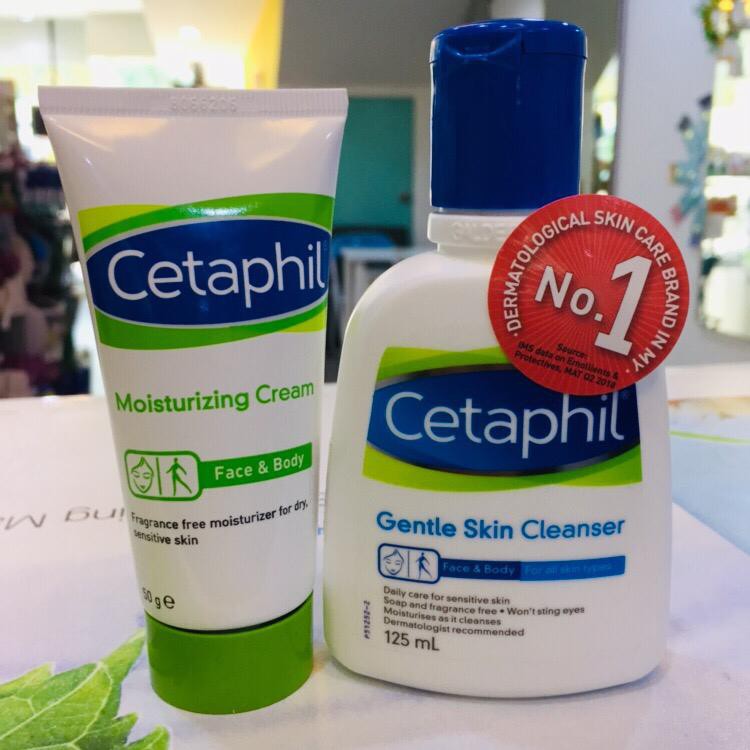 8066206
Cetaphil®
Moisturizing Cream
Face & Body
Fragrance free moisturizer for dry,
sensitive skin
50 g e
DERMATOLOGICAL SKIN CARE BRAND IN MY
No.1
Source:
IMS data on Emollients &
Protectives, MAT Q2 2018
Cetaphil®
Gentle Skin Cleanser
Face & Body For all skin types
Daily care for sensitive skin
Soap and fragrance free • Won't sting eyes
Moisturises as it cleanses
Dermatologist recommended
125 mL